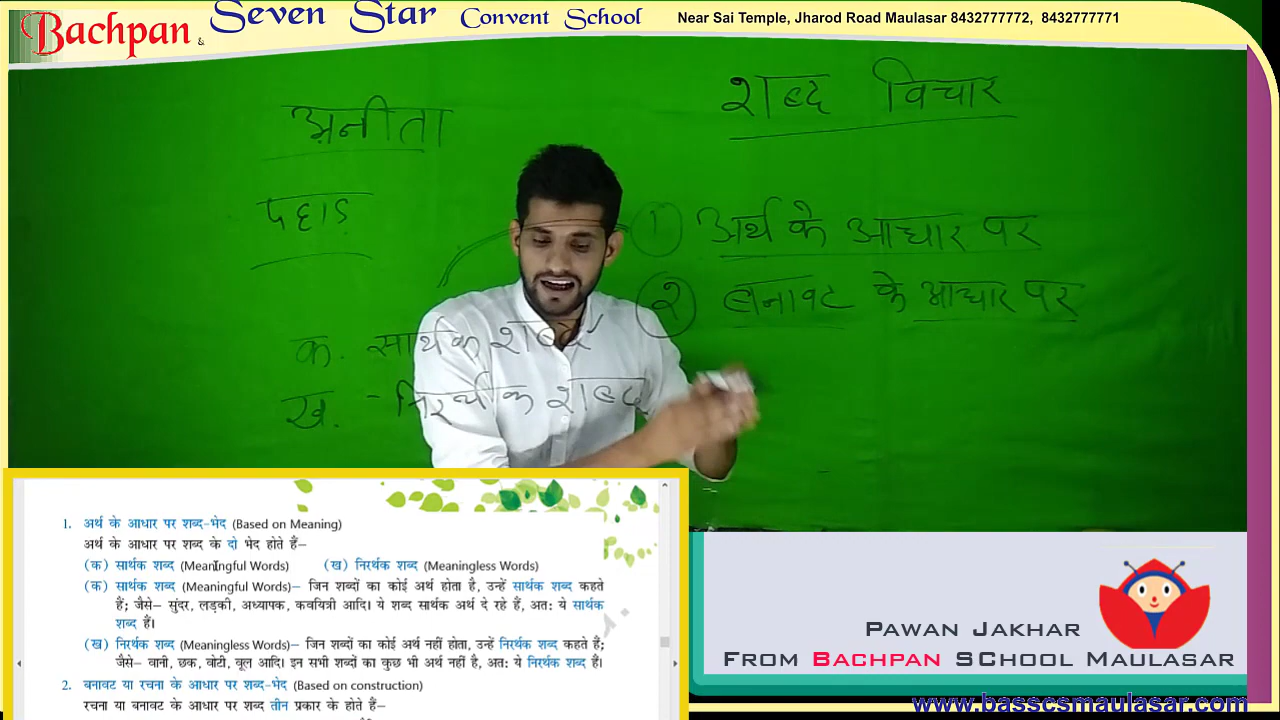 Bachpan & Seven Star Convent School Near Sai Temple, Jharod Road Maulasar 8432777772, 8432777771
शब्द विचार
अनीता
पहाड़
१ अर्थ के आधार पर
२ बनावट के आधार पर
क. सार्थक शब्द
ख. - निरर्थक शब्द
1. अर्थ के आधार पर शब्द-भेद (Based on Meaning)
अर्थ के आधार पर शब्द के दो भेद होते हैं–
(क) सार्थक शब्द (Meaningful Words) (ख) निरर्थक शब्द (Meaningless Words)
(क) सार्थक शब्द (Meaningful Words)– जिन शब्दों का कोई अर्थ होता है, उन्हें सार्थक शब्द कहते
हैं; जैसे– सुंदर, लड़की, अध्यापक, कवयित्री आदि। ये शब्द सार्थक अर्थ दे रहे हैं, अतः ये सार्थक
शब्द हैं।
(ख) निरर्थक शब्द (Meaningless Words)– जिन शब्दों का कोई अर्थ नहीं होता, उन्हें निरर्थक शब्द कहते हैं;
जैसे– वानी, छक, वोटी, वूल आदि। इन सभी शब्दों का कुछ भी अर्थ नहीं है, अतः ये निरर्थक शब्द हैं।
2. बनावट या रचना के आधार पर शब्द-भेद (Based on construction)
रचना या बनावट के आधार पर शब्द तीन प्रकार के होते हैं–
Pawan Jakhar
From Bachpan SChool Maulasar
www.basscsmaulasar.com